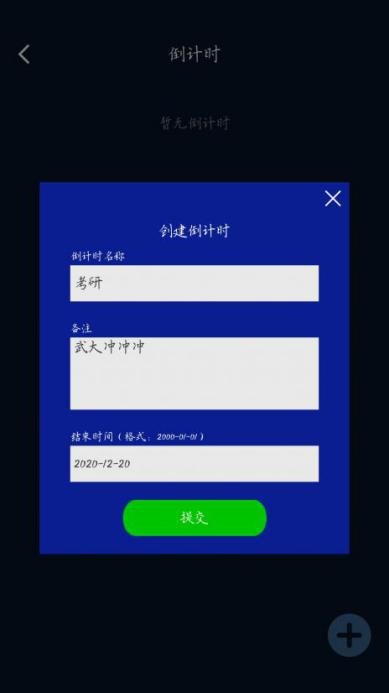 倒计时
暂无倒计时
创建倒计时
倒计时名称
考研
备注
武大冲冲冲
结束时间（格式：2000-01-01）
2020-12-20
提交